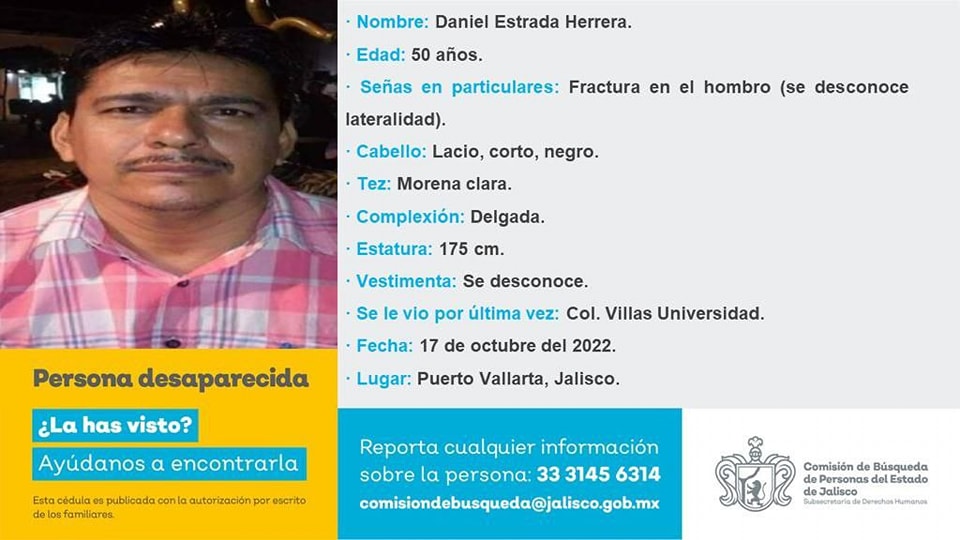 · Nombre: Daniel Estrada Herrera.
· Edad: 50 años.
· Señas en particulares: Fractura en el hombro (se desconoce
lateralidad).
· Cabello: Lacio, corto, negro.
· Tez: Morena clara.
· Complexión: Delgada.
· Estatura: 175 cm.
· Vestimenta: Se desconoce.
· Se le vio por última vez: Col. Villas Universidad.
· Fecha: 17 de octubre del 2022.
· Lugar: Puerto Vallarta, Jalisco.
Persona desaparecida
¿La has visto?
Ayúdanos a encontrarla
Esta cédula es publicada con la autorización por escrito
de los familiares.
Reporta cualquier información
sobre la persona: 33 3145 6314
comisiondebusqueda@jalisco.gob.mx
Comisión de Búsqueda
de Personas del Estado
de Jalisco
Subsecretaría de Derechos Humanos